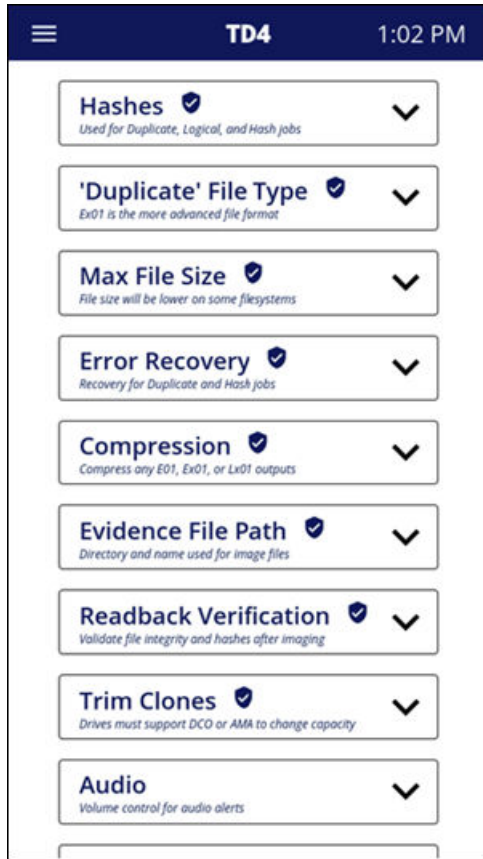 TD4 1:02 PM
Hashes
Used for Duplicate, Logical, and Hash jobs
'Duplicate' File Type
Ex01 is the more advanced file format
Max File Size
File size will be lower on some filesystems
Error Recovery
Recovery for Duplicate and Hash jobs
Compression
Compress any E01, Ex01, or Lx01 outputs
Evidence File Path
Directory and name used for image files
Readback Verification
Validate file integrity and hashes after imaging
Trim Clones
Drives must support DCO or AMA to change capacity
Audio
Volume control for audio alerts